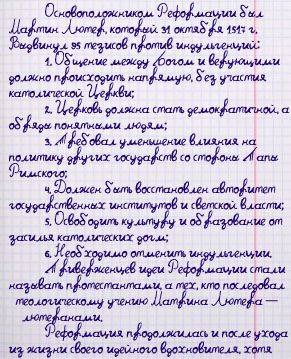 Основоположником Реформации был
Мартин Лютер, который 31 октября 1517 г.
Выдвинул 95 тезисов против индульгенций:
1. Общение между Богом и верующими
должно происходить напрямую, без участия
католической Церкви;
2. Церковь должна стать демократичной, а
обряды понятными людям;
3. Требовал уменьшение влияния на
политику других государств со стороны Папы
Римского;
4. Должен быть восстановлен авторитет
государственных институтов и светской власти;
5. Освободить культуру и образование от
засилья католических догм;
6. Необходимо отменить индульгенции.
Приверженцев идеи Реформации стали
называть протестантами, а тех, кто последовал
теологическому учению Матрина Лютера —
лютеранами.
Реформация продолжилась и после ухода
из жизни своего идейного вдохновителя, хотя